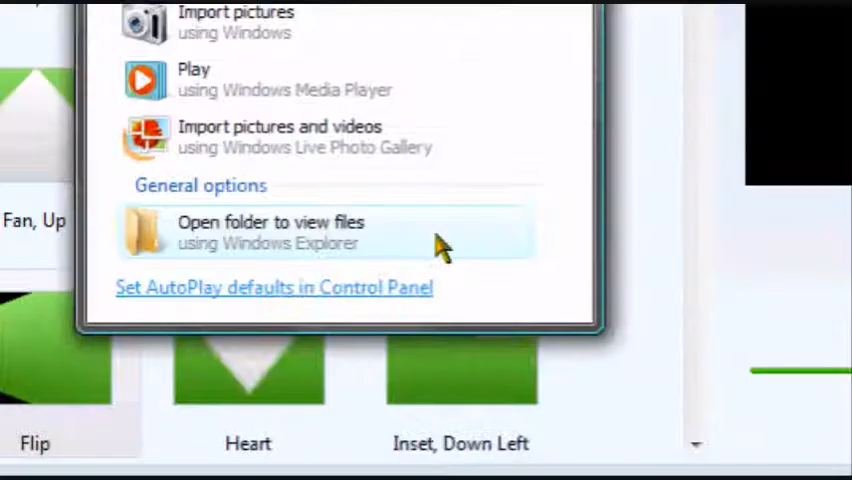 Import pictures
using Windows
Play
using Windows Media Player
Import pictures and videos
using Windows Live Photo Gallery
General options
Fan, Up
Open folder to view files
using Windows Explorer
Set AutoPlay defaults in Control Panel
Flip
Heart
Inset, Down Left